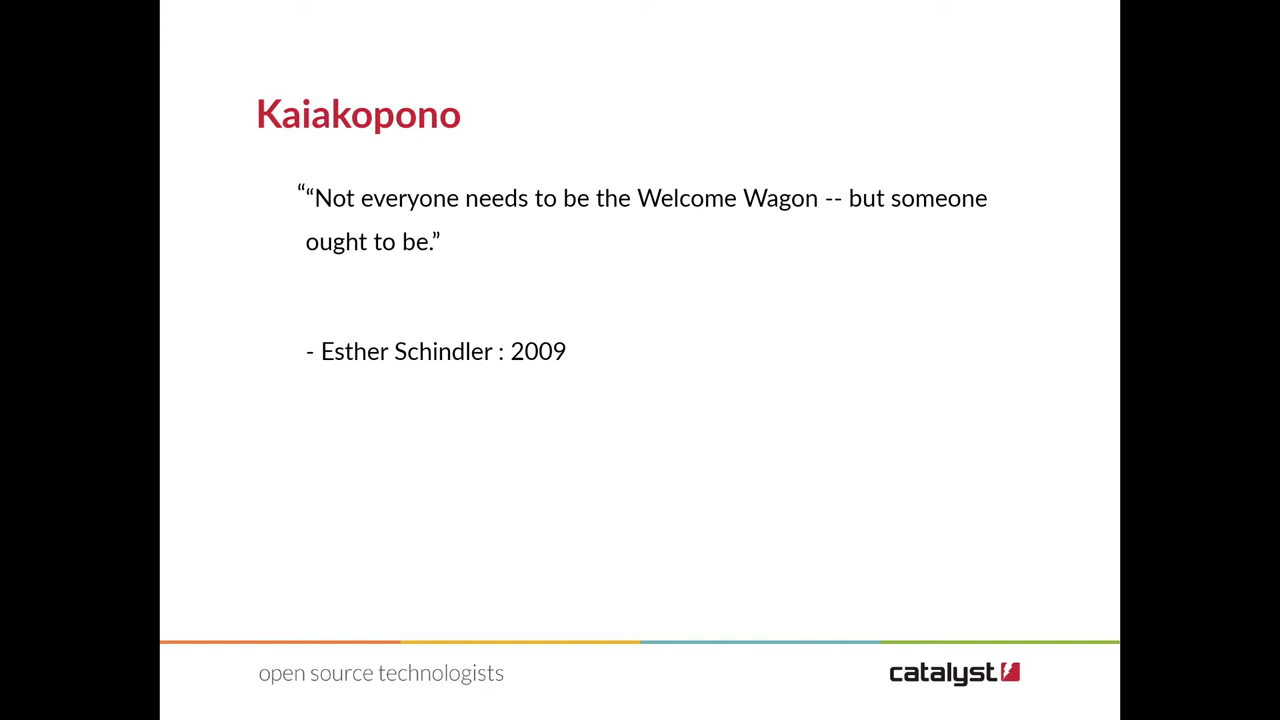 Kaiakopono
““Not everyone needs to be the Welcome Wagon -- but someone
ought to be.”
- Esther Schindler : 2009
open source technologists
catalyst